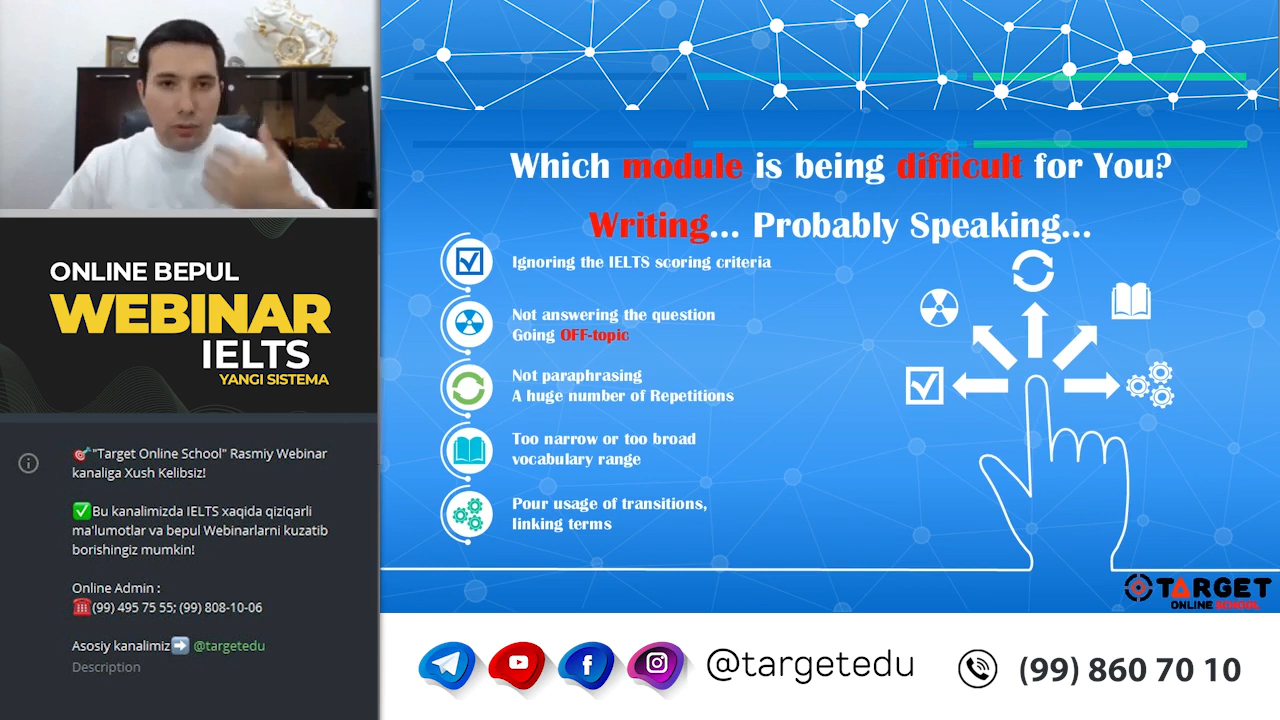 ONLINE BEPUL
WEBINAR
IELTS
YANGI SISTEMA
🎯"Target Online School" Rasmiy Webinar
kanaliga Xush Kelibsiz!
✅Bu kanalimizda IELTS xaqida qiziqarli
ma'lumotlar va bepul Webinarlarni kuzatib
borishingiz mumkin!
Online Admin :
☎️(99) 495 75 55; (99) 808-10-06
Asosiy kanalimiz➡️ @targetedu
Description
Which module is being difficult for You?
Writing... Probably Speaking...
Ignoring the IELTS scoring criteria
Not answering the question
Going OFF-topic
Not paraphrasing
A huge number of Repetitions
Too narrow or too broad
vocabulary range
Pour usage of transitions,
linking terms
TARGET
ONLINE SCHOOL
@targetedu
(99) 860 70 10